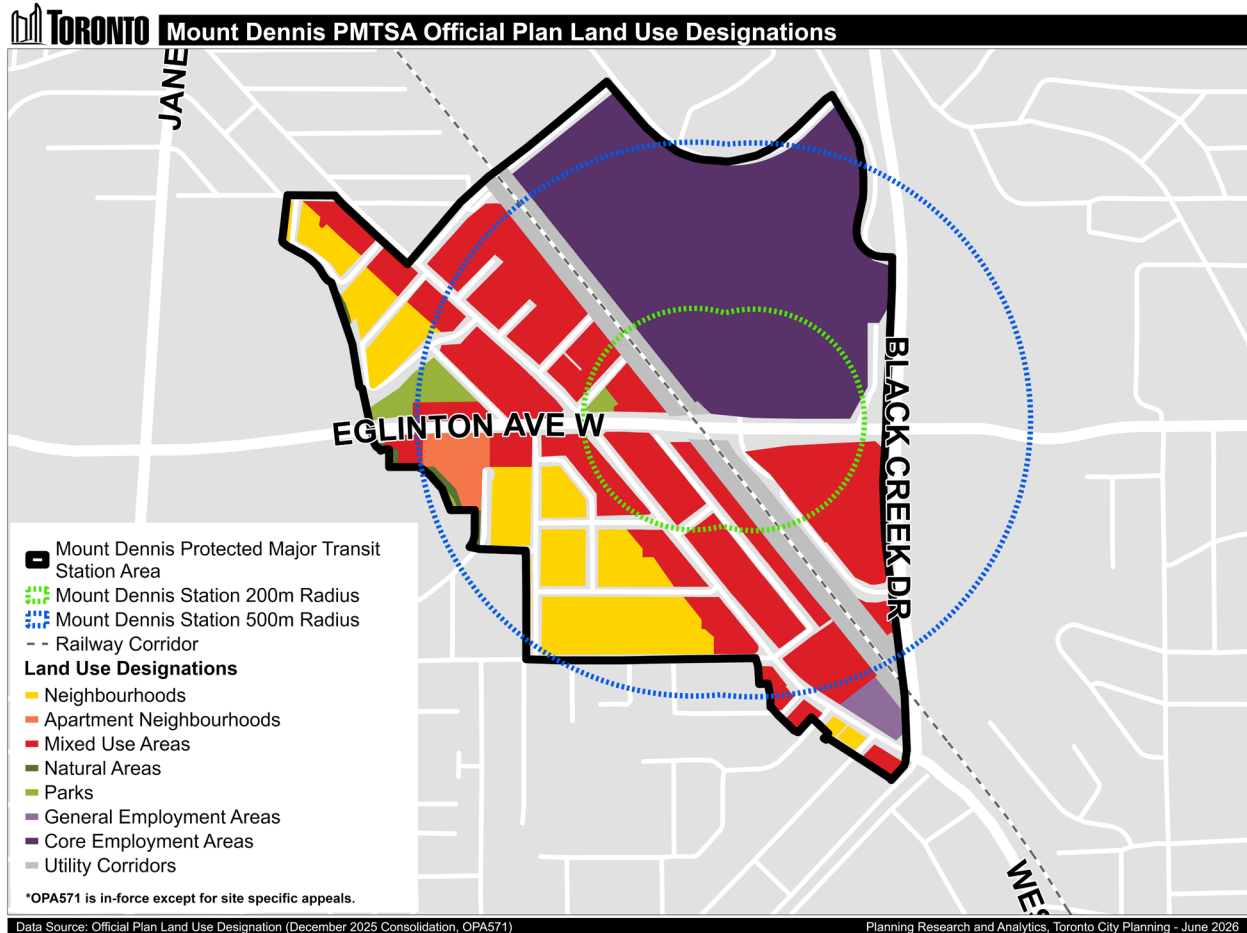 TORONTO
Mount Dennis PMTSA Official Plan Land Use Designations
JANE
EGLINTON AVE W
BLACK CREEK DR
Mount Dennis Protected Major Transit
Station Area
Mount Dennis Station 200m Radius
Mount Dennis Station 500m Radius
Railway Corridor
Land Use Designations
Neighbourhoods
Apartment Neighbourhoods
Mixed Use Areas
Natural Areas
Parks
General Employment Areas
Core Employment Areas
Utility Corridors
*OPA571 is in-force except for site specific appeals.
WES
Data Source: Official Plan Land Use Designation (December 2025 Consolidation, OPA571)
Planning Research and Analytics, Toronto City Planning - June 2026